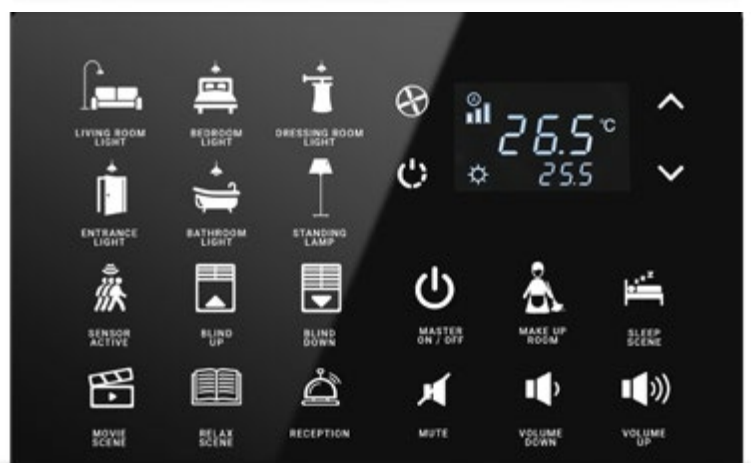 26.5 °C
25.5
LIVING ROOM
LIGHT
BEDROOM
LIGHT
DRESSING ROOM
LIGHT
ENTRANCE
LIGHT
BATHROOM
LIGHT
STANDING
LAMP
SENSOR
ACTIVE
BLIND
UP
BLIND
DOWN
MASTER
ON / OFF
MAKE UP
ROOM
zzz
SLEEP
SCENE
MOVIE
SCENE
RELAX
SCENE
RECEPTION
MUTE
VOLUME
DOWN
VOLUME
UP